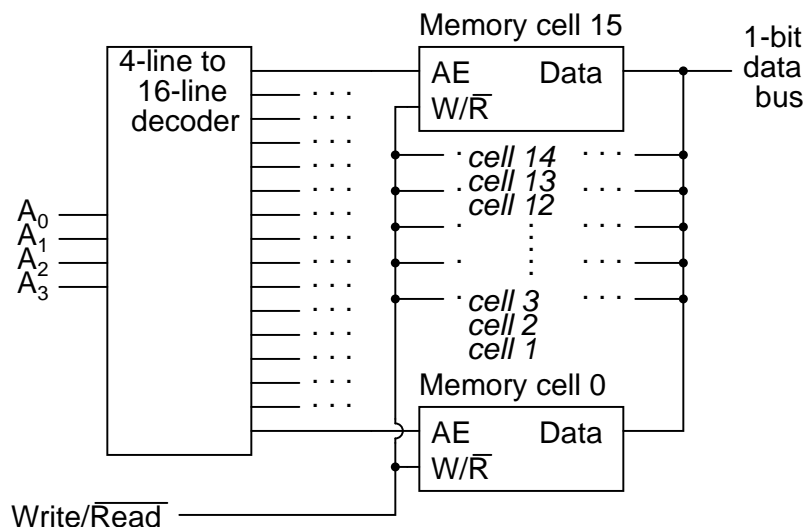 Memory cell 15
4-line to
16-line
decoder
AE Data
W/R̅
1-bit
data
bus
cell 14
cell 13
cell 12
A₀
A₁
A₂
A₃
cell 3
cell 2
cell 1
Memory cell 0
AE Data
W/R̅
Write/R̅e̅a̅d̅